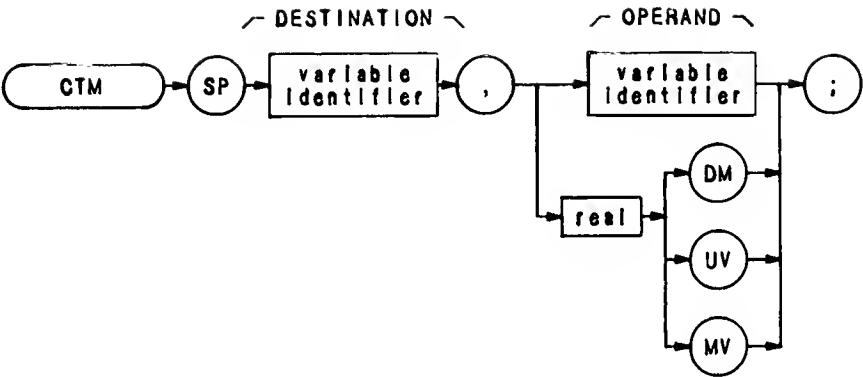 DESTINATION
OPERAND
CTM
SP
variable
identifier
,
variable
identifier
;
real
DM
UV
MV